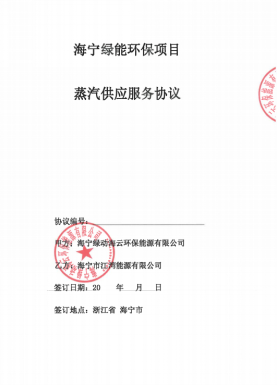 海宁绿能环保项目
蒸汽供应服务协议
协议编号:
甲方:海宁绿动海云环保能源有限公司
乙方:海宁市江河能源有限公司
签订日期:20 年 月 日
签订地点:浙江省 海宁市